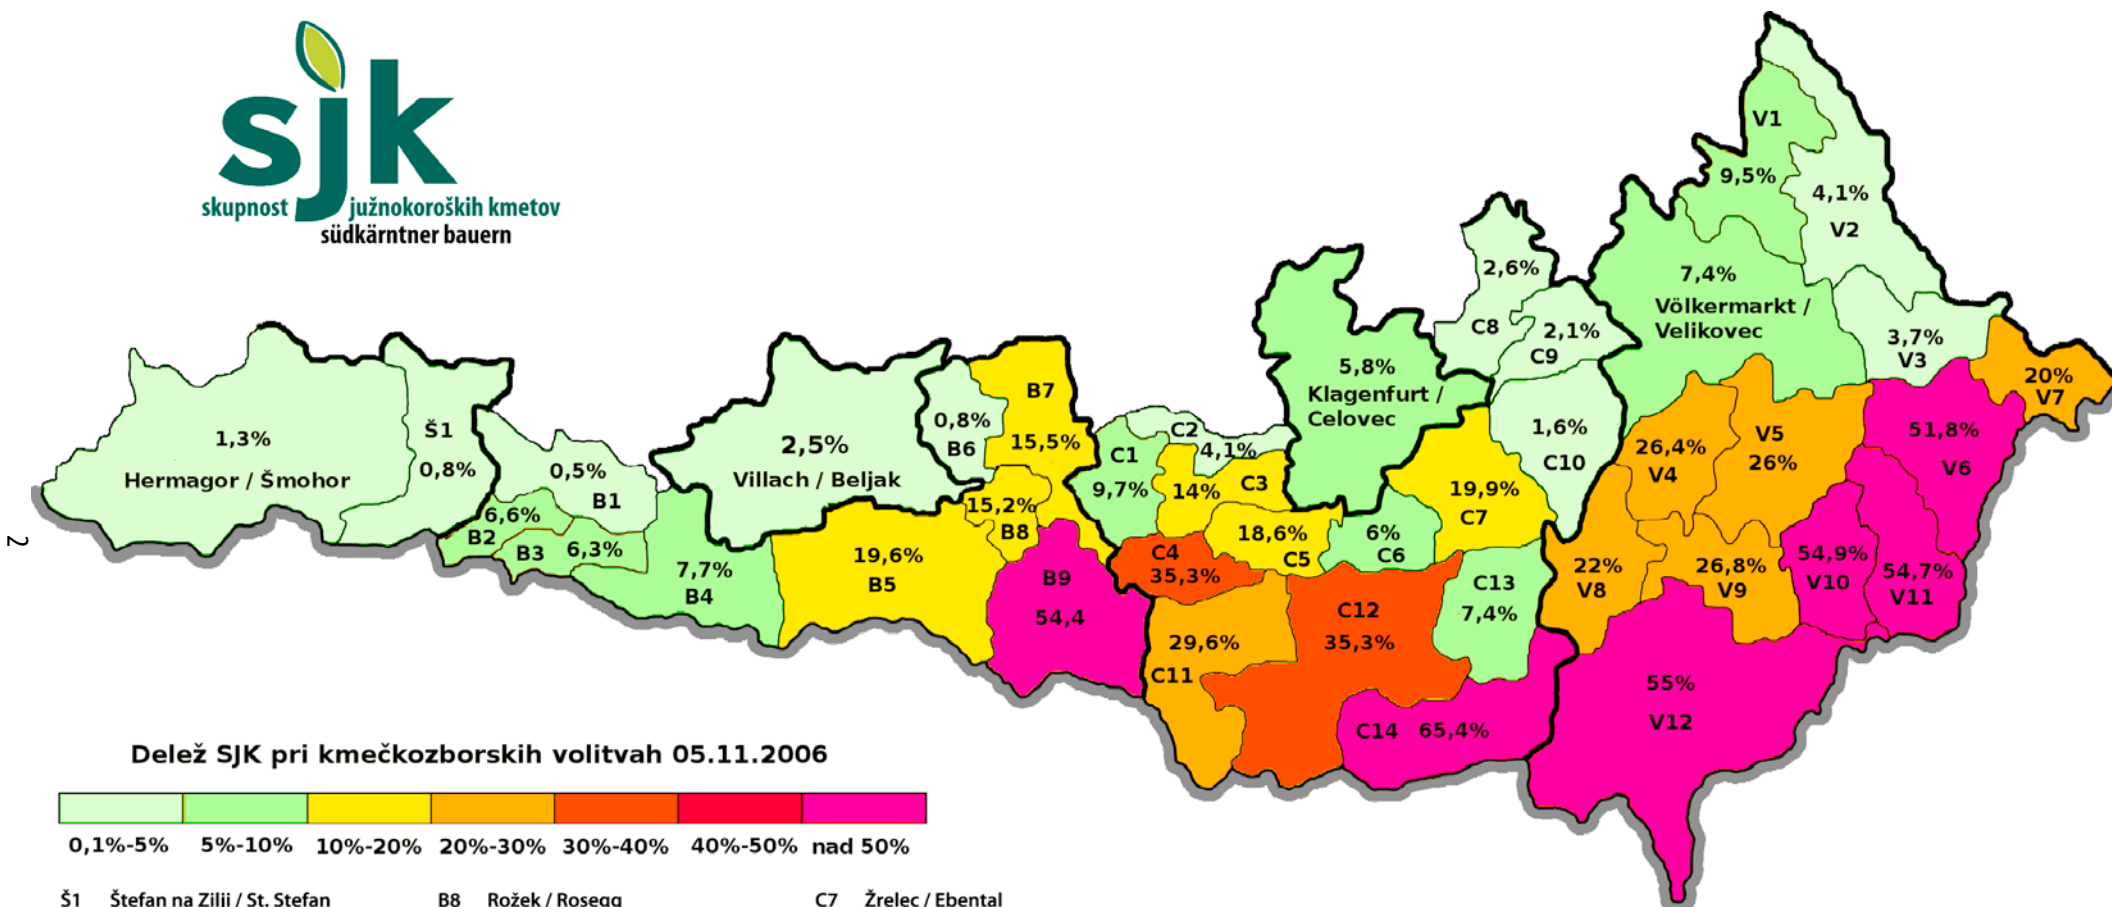 sjk
skupnost južnokoroških kmetov
südkärntner bauern
V1
9,5%
4,1%
V2
2,6%
C8
2,1%
C9
7,4%
Völkermarkt /
Velikovec
3,7%
V3
20%
V7
5,8%
Klagenfurt /
Celovec
B7
15,5%
0,8%
B6
2,5%
Villach / Beljak
1,3%
Hermagor / Šmohor
Š1
0,8%
0,5%
B1
6,6%
B2
B3 6,3%
7,7%
B4
19,6%
B5
15,2%
B8
B9
54,4
C1
9,7%
C2
4,1%
14% C3
C4
35,3%
18,6%
C5
6%
C6
19,9%
C7
1,6%
C10
26,4%
V4
V5
26%
51,8%
V6
22%
V8
26,8%
V9
54,9%
V10
54,7%
V11
C13
7,4%
C12
35,3%
29,6%
C11
C14 65,4%
55%
V12
2
Delež SJK pri kmečkozborskih volitvah 05.11.2006
0,1%-5% 5%-10% 10%-20% 20%-30% 30%-40% 40%-50% nad 50%
Š1 Štefan na Zilji / St. Stefan B8 Rožek / Rosegg C7 Žrelec / Ebental